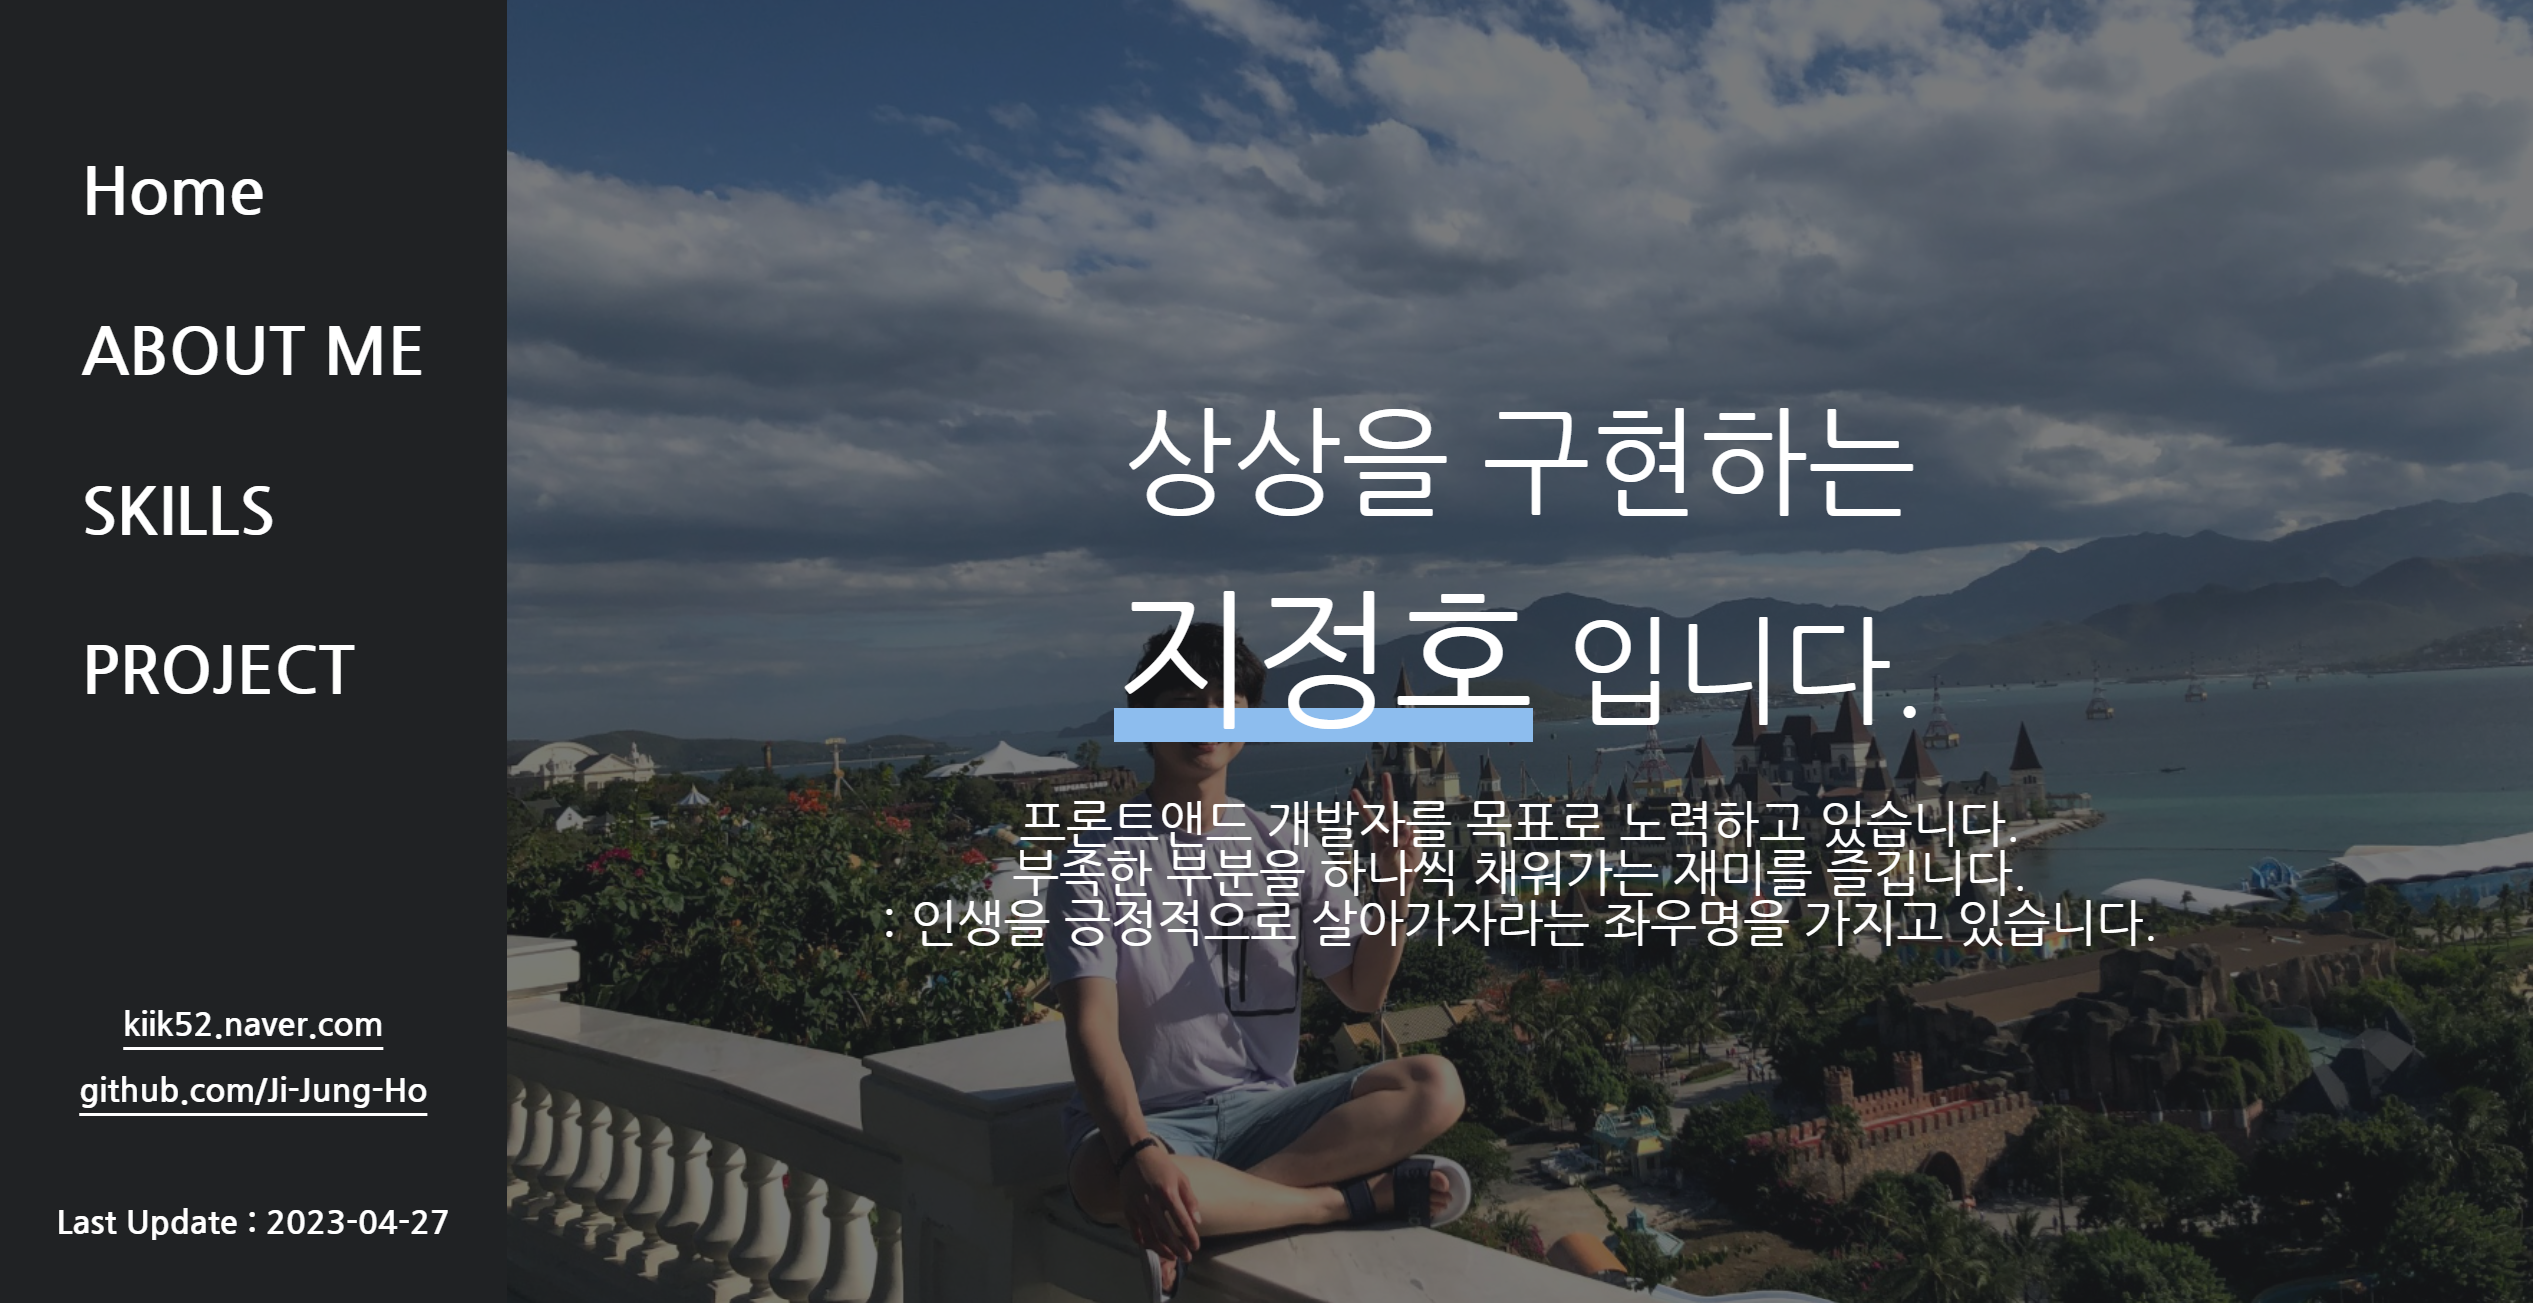 Home
ABOUT ME
SKILLS
PROJECT
kiik52.naver.com
github.com/Ji-Jung-Ho
Last Update : 2023-04-27
상상을 구현하는
지정호 입니다.
프론트앤드 개발자를 목표로 노력하고 있습니다.
부족한 부분을 하나씩 채워가는 재미를 즐깁니다.
: 인생을 긍정적으로 살아가자라는 좌우명을 가지고 있습니다.